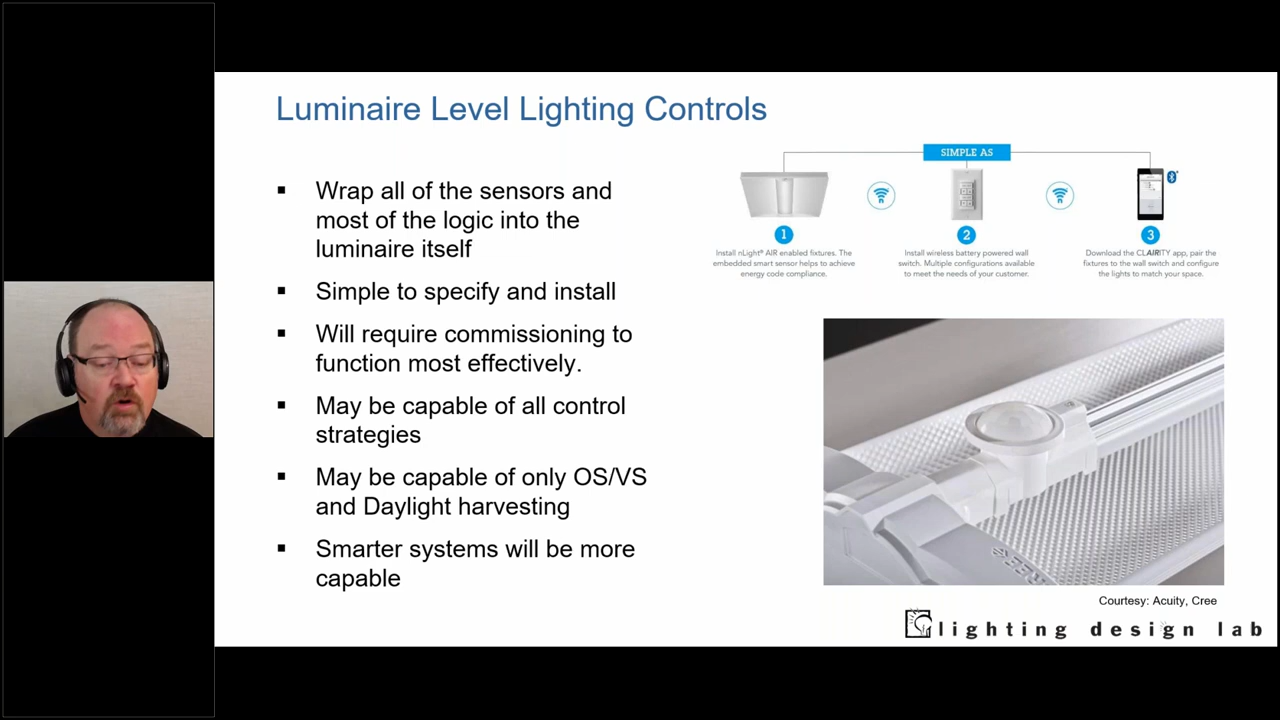 Luminaire Level Lighting Controls
▪ Wrap all of the sensors and
most of the logic into the
luminaire itself
▪ Simple to specify and install
▪ Will require commissioning to
function most effectively.
▪ May be capable of all control
strategies
▪ May be capable of only OS/VS
and Daylight harvesting
▪ Smarter systems will be more
capable
SIMPLE AS
1
Install nLight® AIR enabled fixtures. The
embedded smart sensor helps to achieve
energy code compliance.
2
Install wireless battery powered wall
switch. Multiple configurations available
to meet the needs of your customer.
3
Download the CLAIRITY app, pair the
fixtures to the wall switch and configure
the lights to match your space.
CREE
Courtesy: Acuity, Cree
lighting design lab